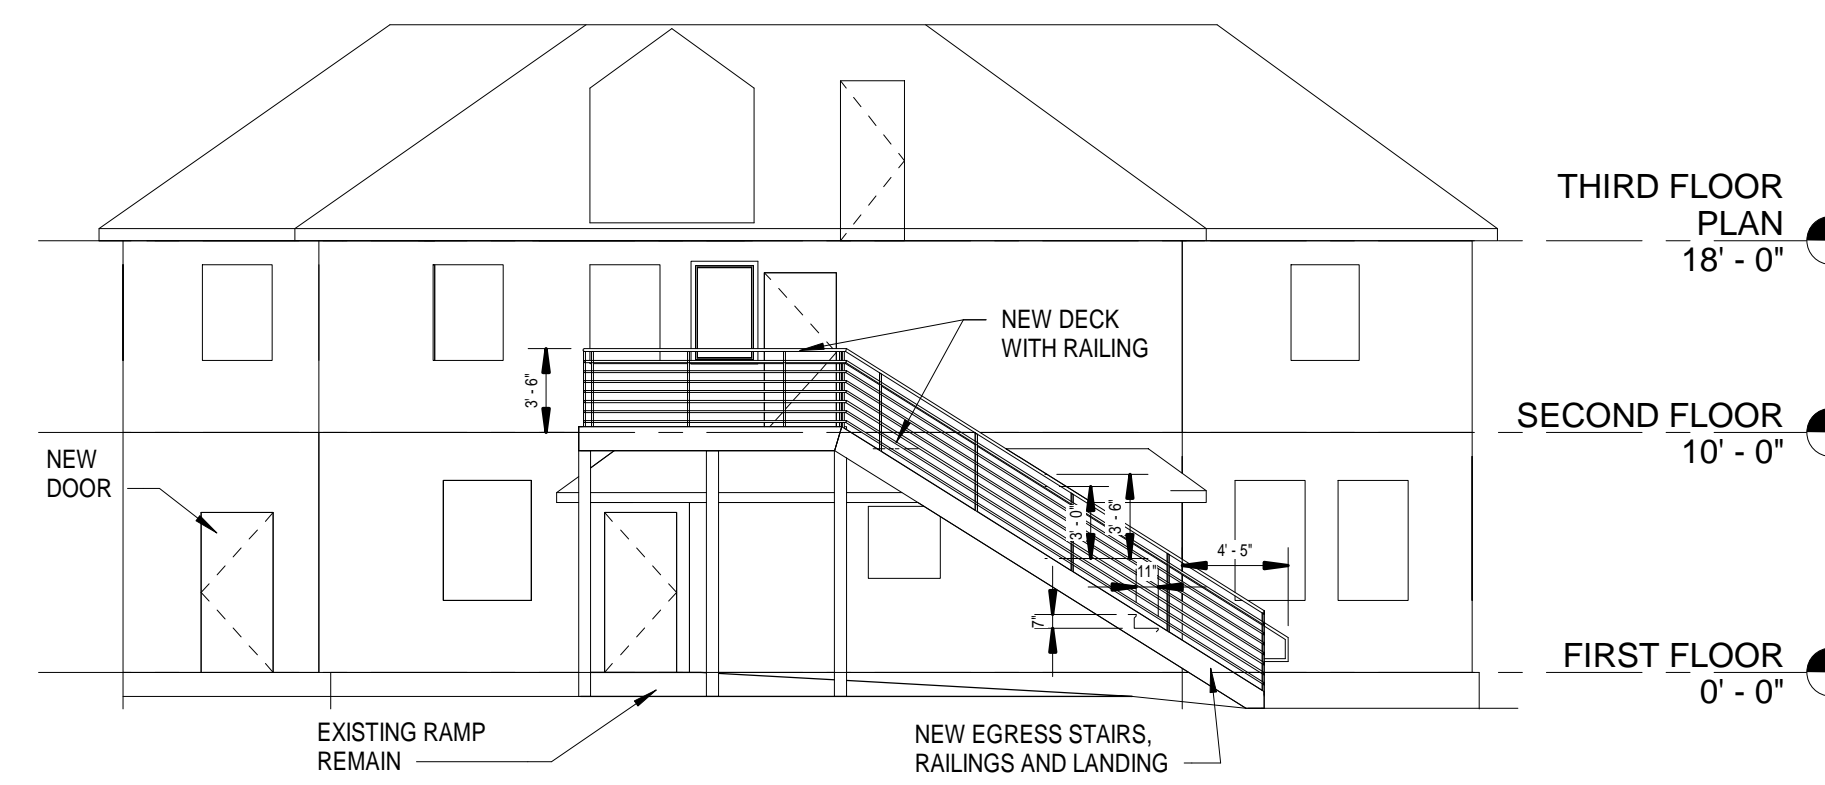 THIRD FLOOR
PLAN
18' - 0"
NEW DECK
WITH RAILING
3' - 6"
SECOND FLOOR
10' - 0"
NEW
DOOR
3' - 0"
3' - 6"
4' - 5"
11"
7"
FIRST FLOOR
0' - 0"
EXISTING RAMP
REMAIN
NEW EGRESS STAIRS,
RAILINGS AND LANDING